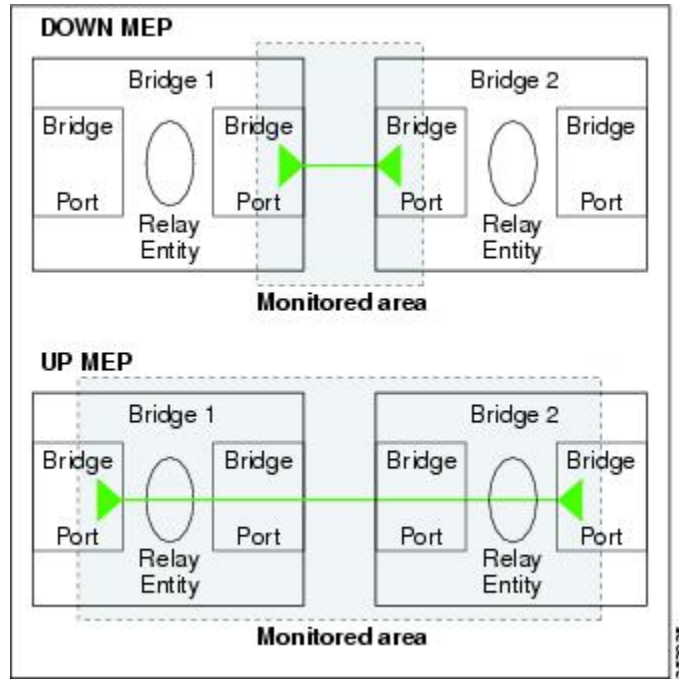 DOWN MEP
Bridge 1
Bridge 2
Bridge Bridge Bridge Bridge
Port Port Port Port
Relay Relay
Entity Entity
Monitored area
UP MEP
Bridge 1
Bridge 2
Bridge Bridge Bridge Bridge
Port Port Port Port
Relay Relay
Entity Entity
Monitored area